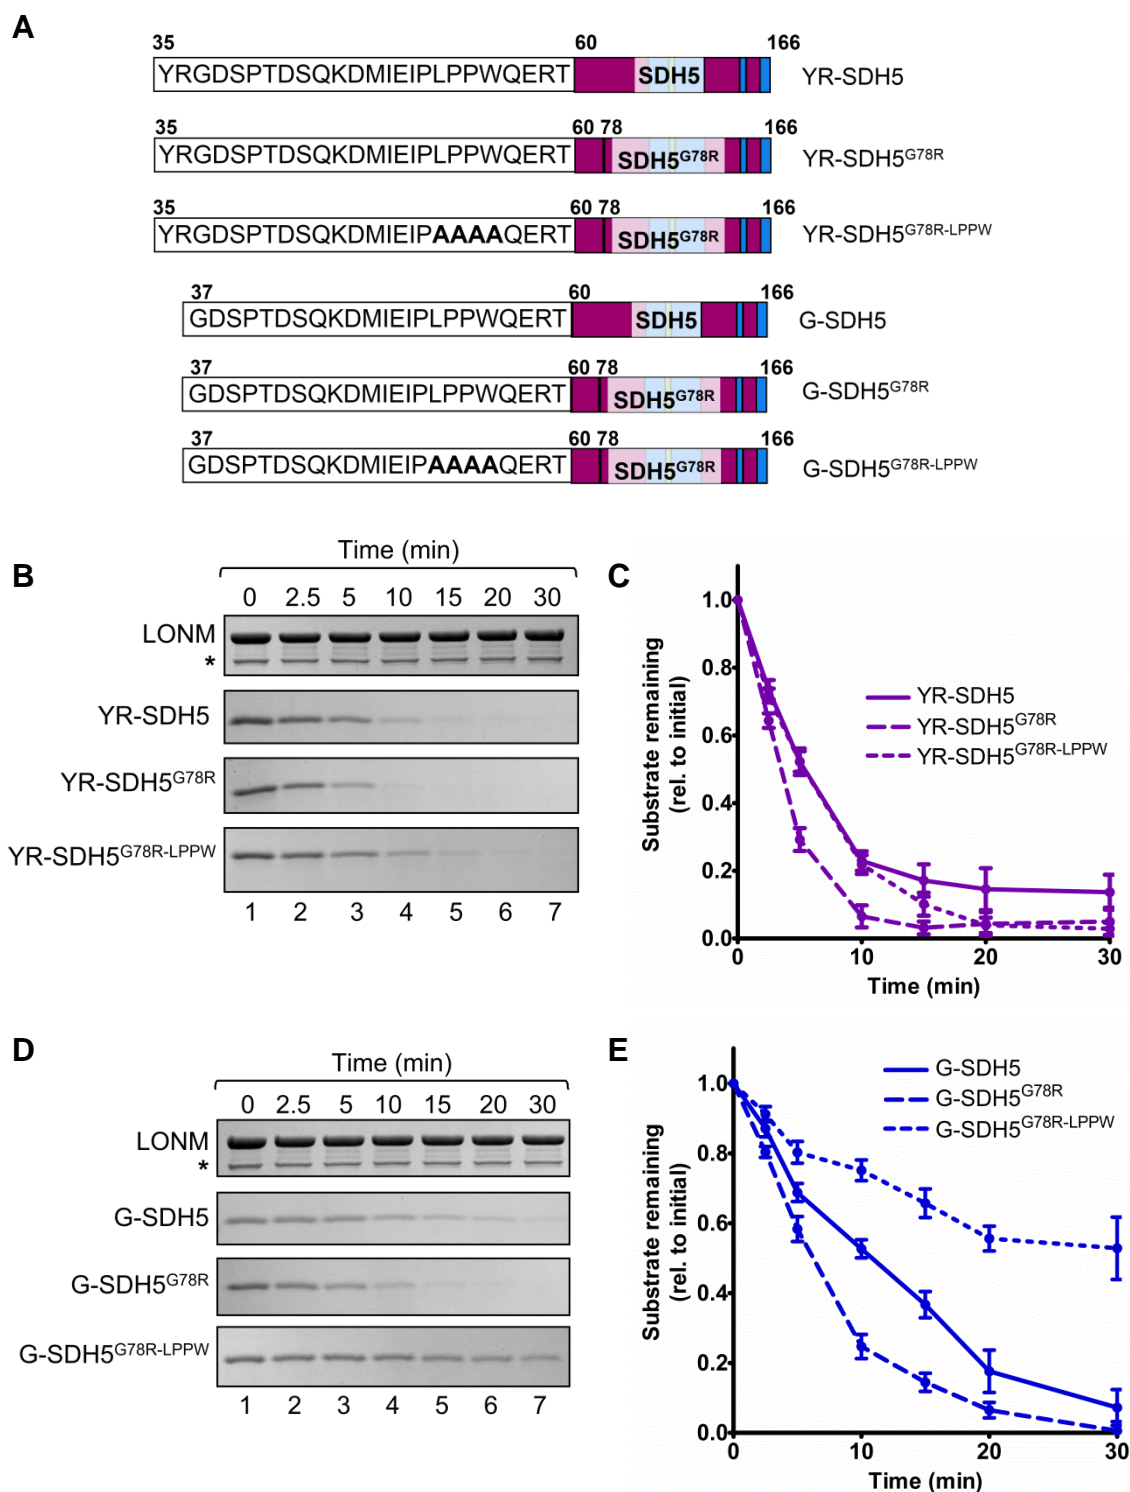 A
35 60 166
YRGDSPTDSQKDMIEIPLPPWQERT SDH5 YR-SDH5
35 60 78 166
YRGDSPTDSQKDMIEIPLPPWQERT SDH5G78R YR-SDH5G78R
35 60 78 166
YRGDSPTDSQKDMIEIPAAAAQERT SDH5G78R YR-SDH5G78R-LPPW
37 60 166
GDSPTDSQKDMIEIPLPPWQERT SDH5 G-SDH5
37 60 78 166
GDSPTDSQKDMIEIPLPPWQERT SDH5G78R G-SDH5G78R
37 60 78 166
GDSPTDSQKDMIEIPAAAAQERT SDH5G78R G-SDH5G78R-LPPW
B
Time (min)
0 2.5 5 10 15 20 30
LONM
*
YR-SDH5
YR-SDH5G78R
YR-SDH5G78R-LPPW
1 2 3 4 5 6 7
C
Substrate remaining
(rel. to initial)
1.0
0.8
0.6
0.4
0.2
0.0
0 10 20 30
Time (min)
YR-SDH5
YR-SDH5G78R
YR-SDH5G78R-LPPW
D
Time (min)
0 2.5 5 10 15 20 30
LONM
*
G-SDH5
G-SDH5G78R
G-SDH5G78R-LPPW
1 2 3 4 5 6 7
E
Substrate remaining
(rel. to initial)
1.0
0.8
0.6
0.4
0.2
0.0
0 10 20 30
Time (min)
G-SDH5
G-SDH5G78R
G-SDH5G78R-LPPW